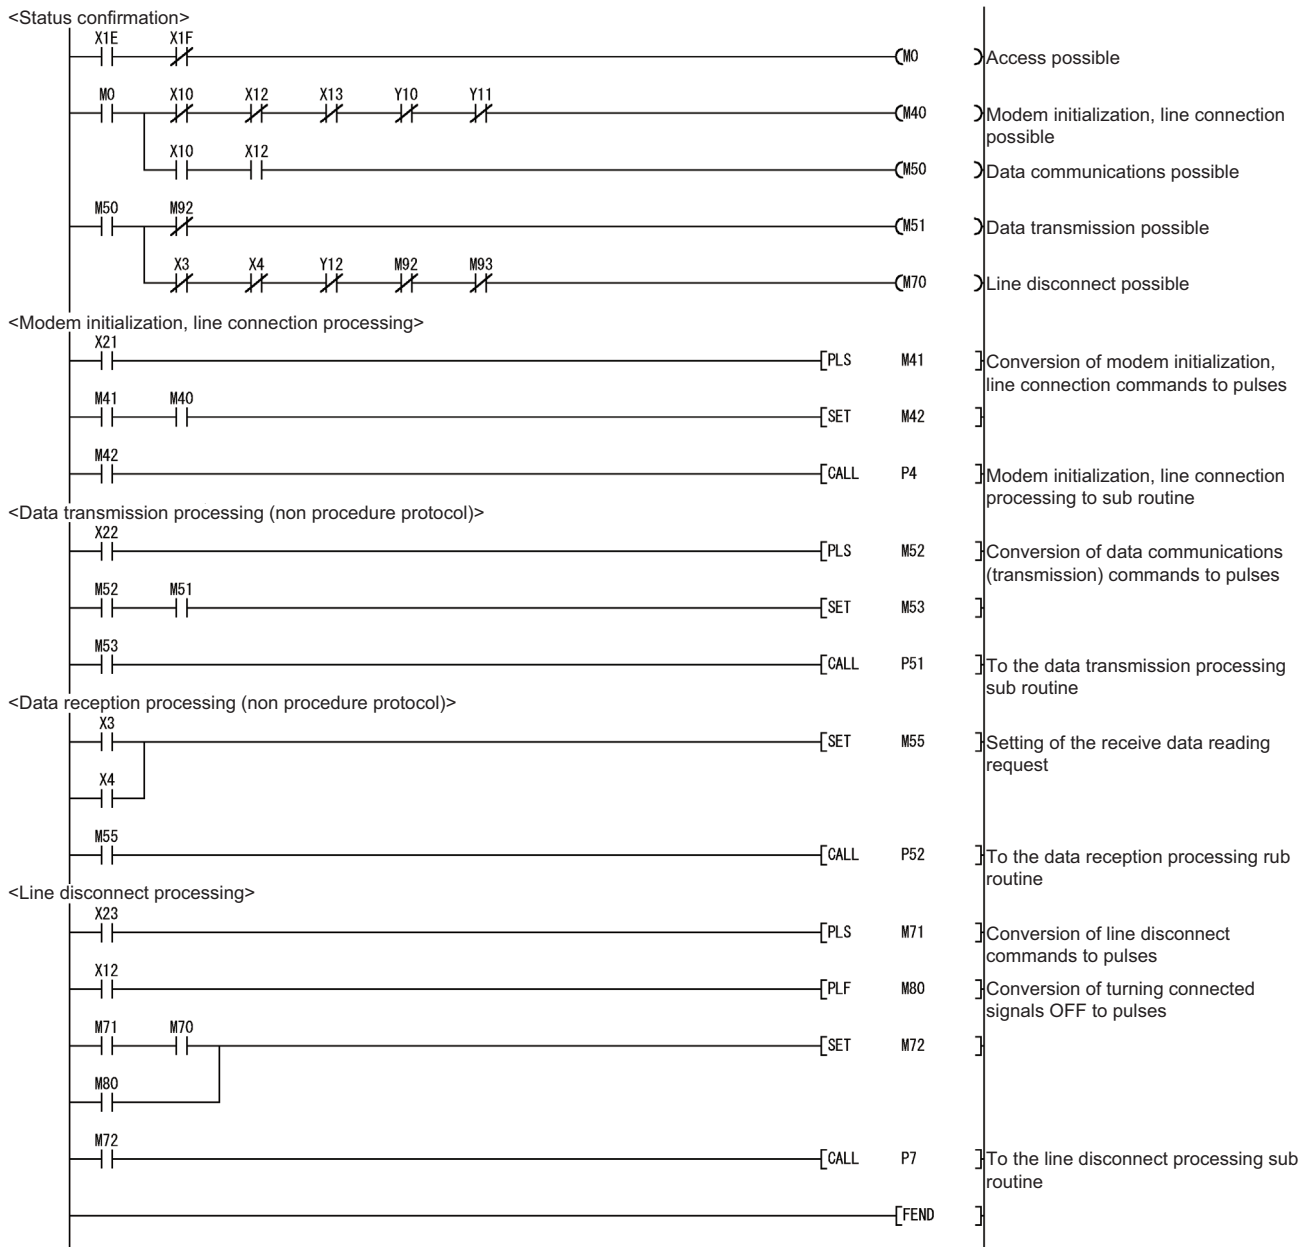 <Status confirmation>
X1E X1F
M0 Access possible
M0 X10 X12 X13 Y10 Y11
M40 Modem initialization, line connection
possible
X10 X12
M50 Data communications possible
M50 M92
M51 Data transmission possible
X3 X4 Y12 M92 M93
M70 Line disconnect possible
<Modem initialization, line connection processing>
X21
PLS M41 Conversion of modem initialization,
line connection commands to pulses
M41 M40
SET M42
M42
CALL P4 Modem initialization, line connection
processing to sub routine
<Data transmission processing (non procedure protocol)>
X22
PLS M52 Conversion of data communications
(transmission) commands to pulses
M52 M51
SET M53
M53
CALL P51 To the data transmission processing
sub routine
<Data reception processing (non procedure protocol)>
X3
SET M55 Setting of the receive data reading
request
X4
M55
CALL P52 To the data reception processing rub
routine
<Line disconnect processing>
X23
PLS M71 Conversion of line disconnect
commands to pulses
X12
PLF M80 Conversion of turning connected
signals OFF to pulses
M71 M70
SET M72
M80
M72
CALL P7 To the line disconnect processing sub
routine
FEND